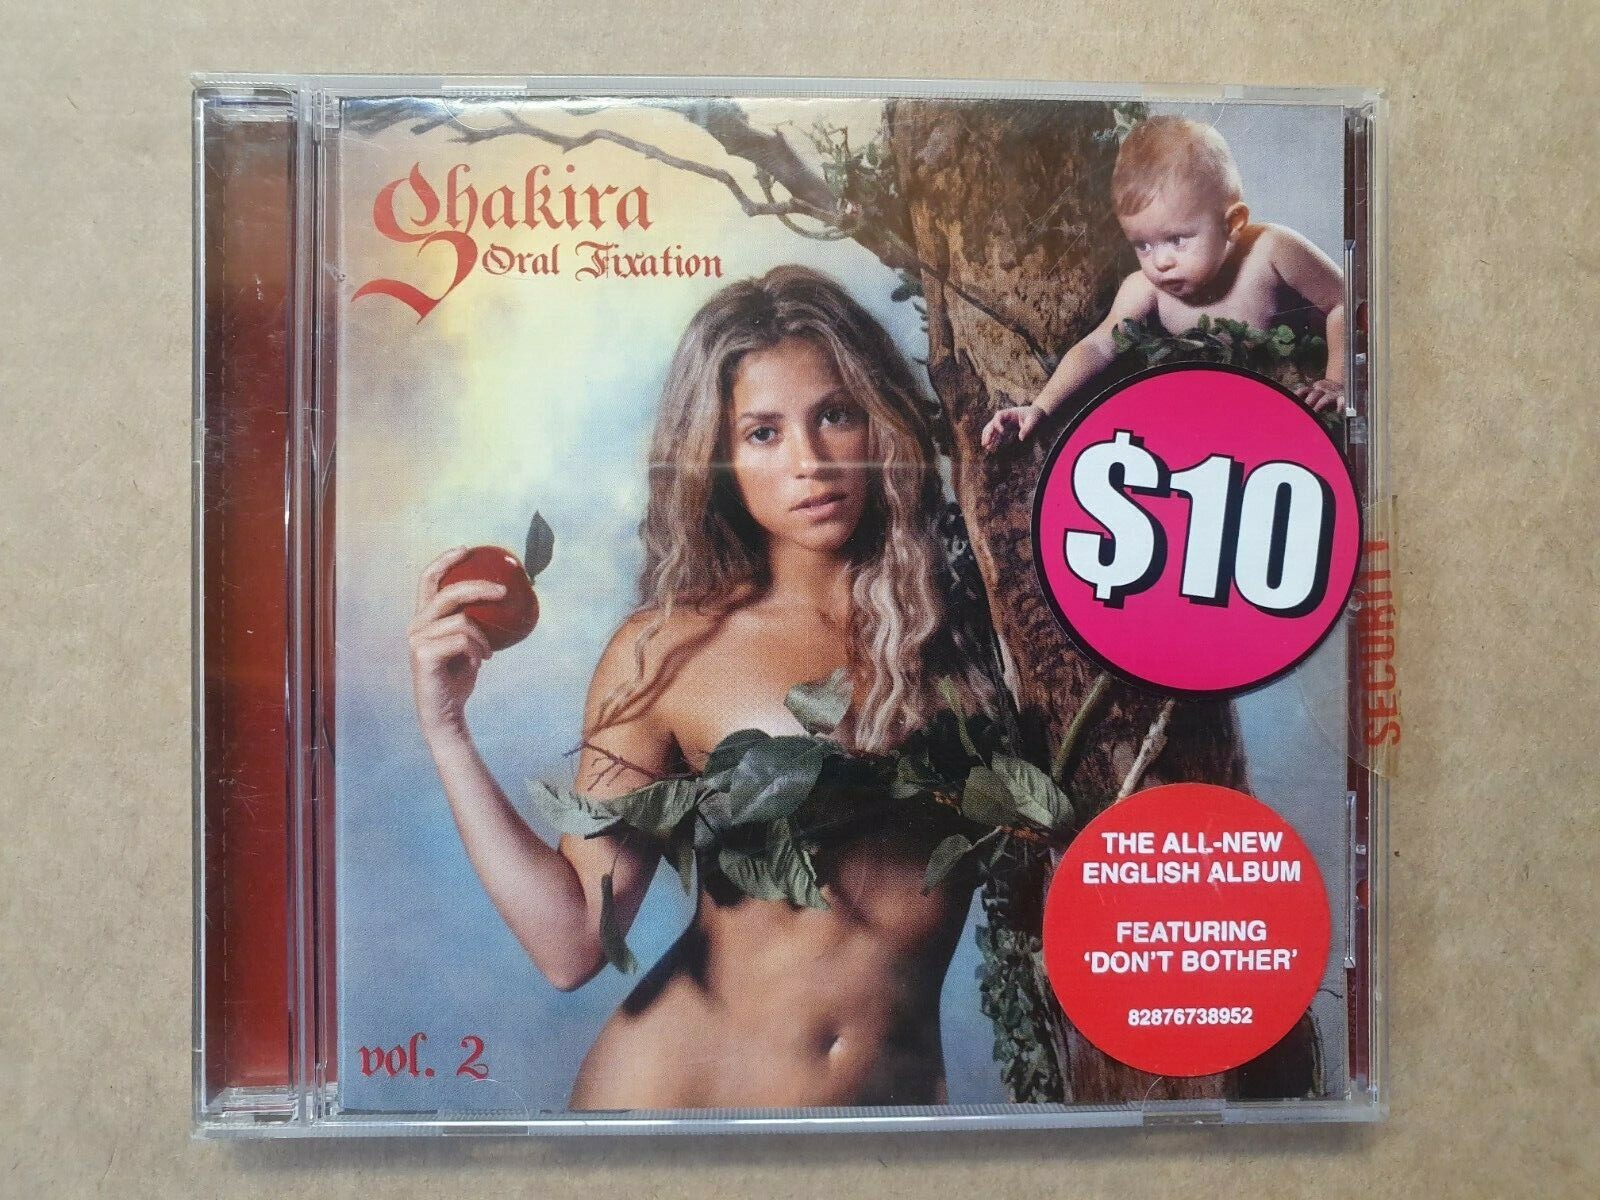 Shakira
Oral Fixation
$10
SECURITY
THE ALL-NEW
ENGLISH ALBUM
FEATURING
‘DON'T BOTHER’
82876738952
vol. 2